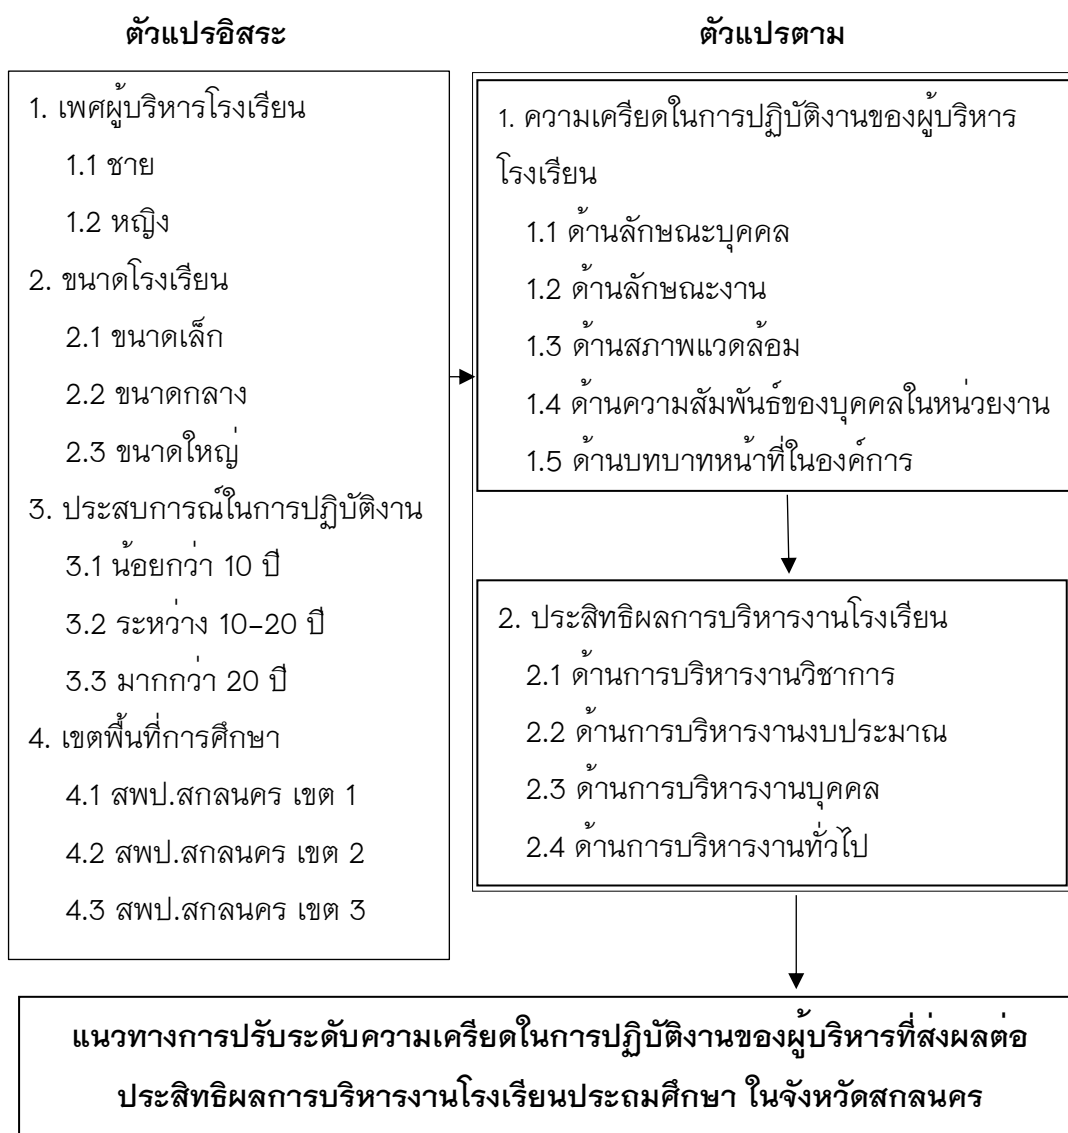 ตัวแปรอิสระ
1. เพศผู้บริหารโรงเรียน
1.1 ชาย
1.2 หญิง
2. ขนาดโรงเรียน
2.1 ขนาดเล็ก
2.2 ขนาดกลาง
2.3 ขนาดใหญ่
3. ประสบการณ์ในการปฏิบัติงาน
3.1 น้อยกว่า 10 ปี
3.2 ระหว่าง 10–20 ปี
3.3 มากกว่า 20 ปี
4. เขตพื้นที่การศึกษา
4.1 สพป.สกลนคร เขต 1
4.2 สพป.สกลนคร เขต 2
4.3 สพป.สกลนคร เขต 3
ตัวแปรตาม
1. ความเครียดในการปฏิบัติงานของผู้บริหาร
โรงเรียน
1.1 ด้านลักษณะบุคคล
1.2 ด้านลักษณะงาน
1.3 ด้านสภาพแวดล้อม
1.4 ด้านความสัมพันธ์ของบุคคลในหน่วยงาน
1.5 ด้านบทบาทหน้าที่ในองค์การ
2. ประสิทธิผลการบริหารงานโรงเรียน
2.1 ด้านการบริหารงานวิชาการ
2.2 ด้านการบริหารงานงบประมาณ
2.3 ด้านการบริหารงานบุคคล
2.4 ด้านการบริหารงานทั่วไป
แนวทางการปรับระดับความเครียดในการปฏิบัติงานของผู้บริหารที่ส่งผลต่อ
ประสิทธิผลการบริหารงานโรงเรียนประถมศึกษา ในจังหวัดสกลนคร